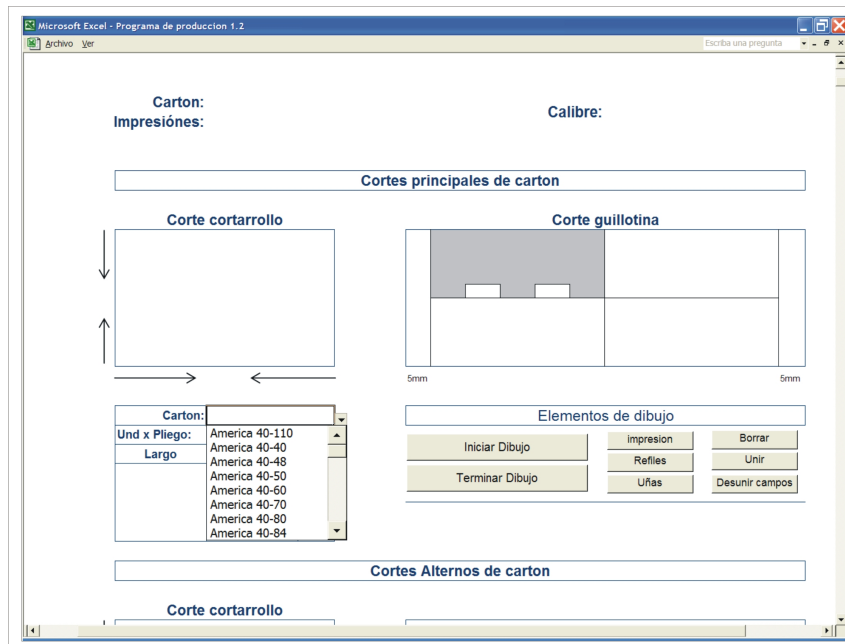 Microsoft Excel - Programa de produccion 1.2
Archivo Ver
Escriba una pregunta
Carton:
Impresiónes:
Calibre:
Cortes principales de carton
Corte cortarrollo
Corte guillotina
5mm
5mm
Carton:
Und x Pliego:
Largo
America 40-110
America 40-40
America 40-48
America 40-50
America 40-60
America 40-70
America 40-80
America 40-84
Elementos de dibujo
Iniciar Dibujo
Terminar Dibujo
impresion
Borrar
Refiles
Unir
Uñas
Desunir campos
Cortes Alternos de carton
Corte cortarrollo